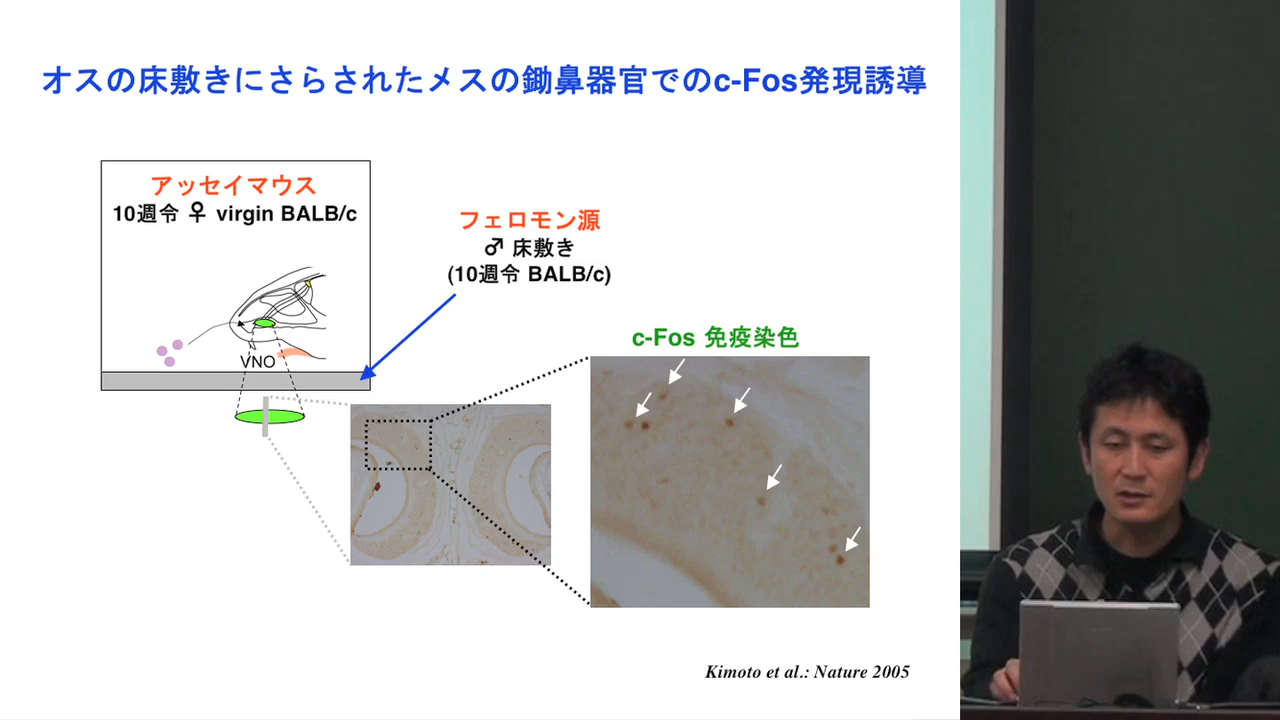 オスの床敷きにさらされたメスの鋤鼻器官でのc-Fos発現誘導
アッセイマウス
10週令 ♀ virgin BALB/c
フェロモン源
♂ 床敷き
(10週令 BALB/c)
VNO
c-Fos 免疫染色
Kimoto et al.: Nature 2005